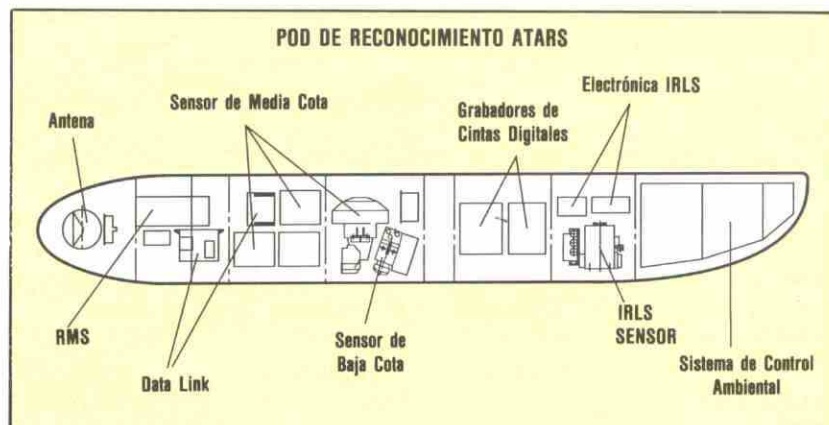 POD DE RECONOCIMIENTO ATARS
Electrónica IRLS
Sensor de Media Cota
Grabadores de
Cintas Digitales
Antena
RMS
Data Link
Sensor de
Baja Cota
IRLS
SENSOR
Sistema de Control
Ambiental